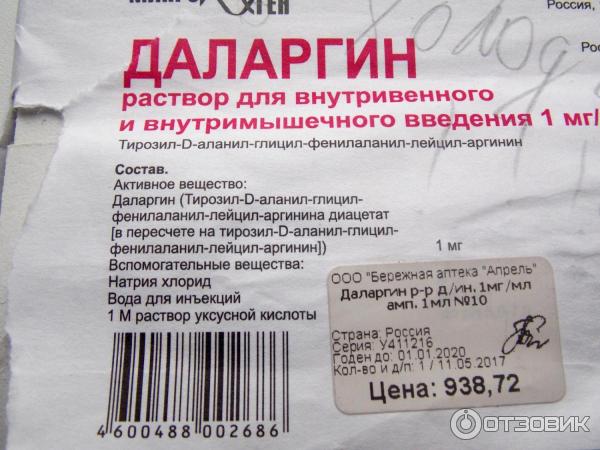 МИКРО
ГЕН
Россия,
холод
ДАЛАРГИН
раствор для внутривенного
и внутримышечного введения 1 мг/
Тирозил-D-аланил-глицил-фенилаланил-лейцил-аргинин
Состав.
Активное вещество:
Даларгин (Тирозил-D-аланил-глицил-
фенилаланил-лейцил-аргинина диацетат
[в пересчете на тирозил-D-аланил-глицил-
фенилаланил-лейцил-аргинин]) 1 мг
Вспомогательные вещества:
Натрия хлорид
Вода для инъекций
1 М раствор уксусной кислоты
4 600488 002686
ООО "Бережная аптека "Апрель"
Даларгин р-р д/ин. 1мг/мл
амп. 1мл №10
Страна: Россия
Серия: У411216
Годен до: 01.01.2020
Кол-во и д/п: 1 / 11.05.2017
Цена: 938,72
ОТЗОВИК